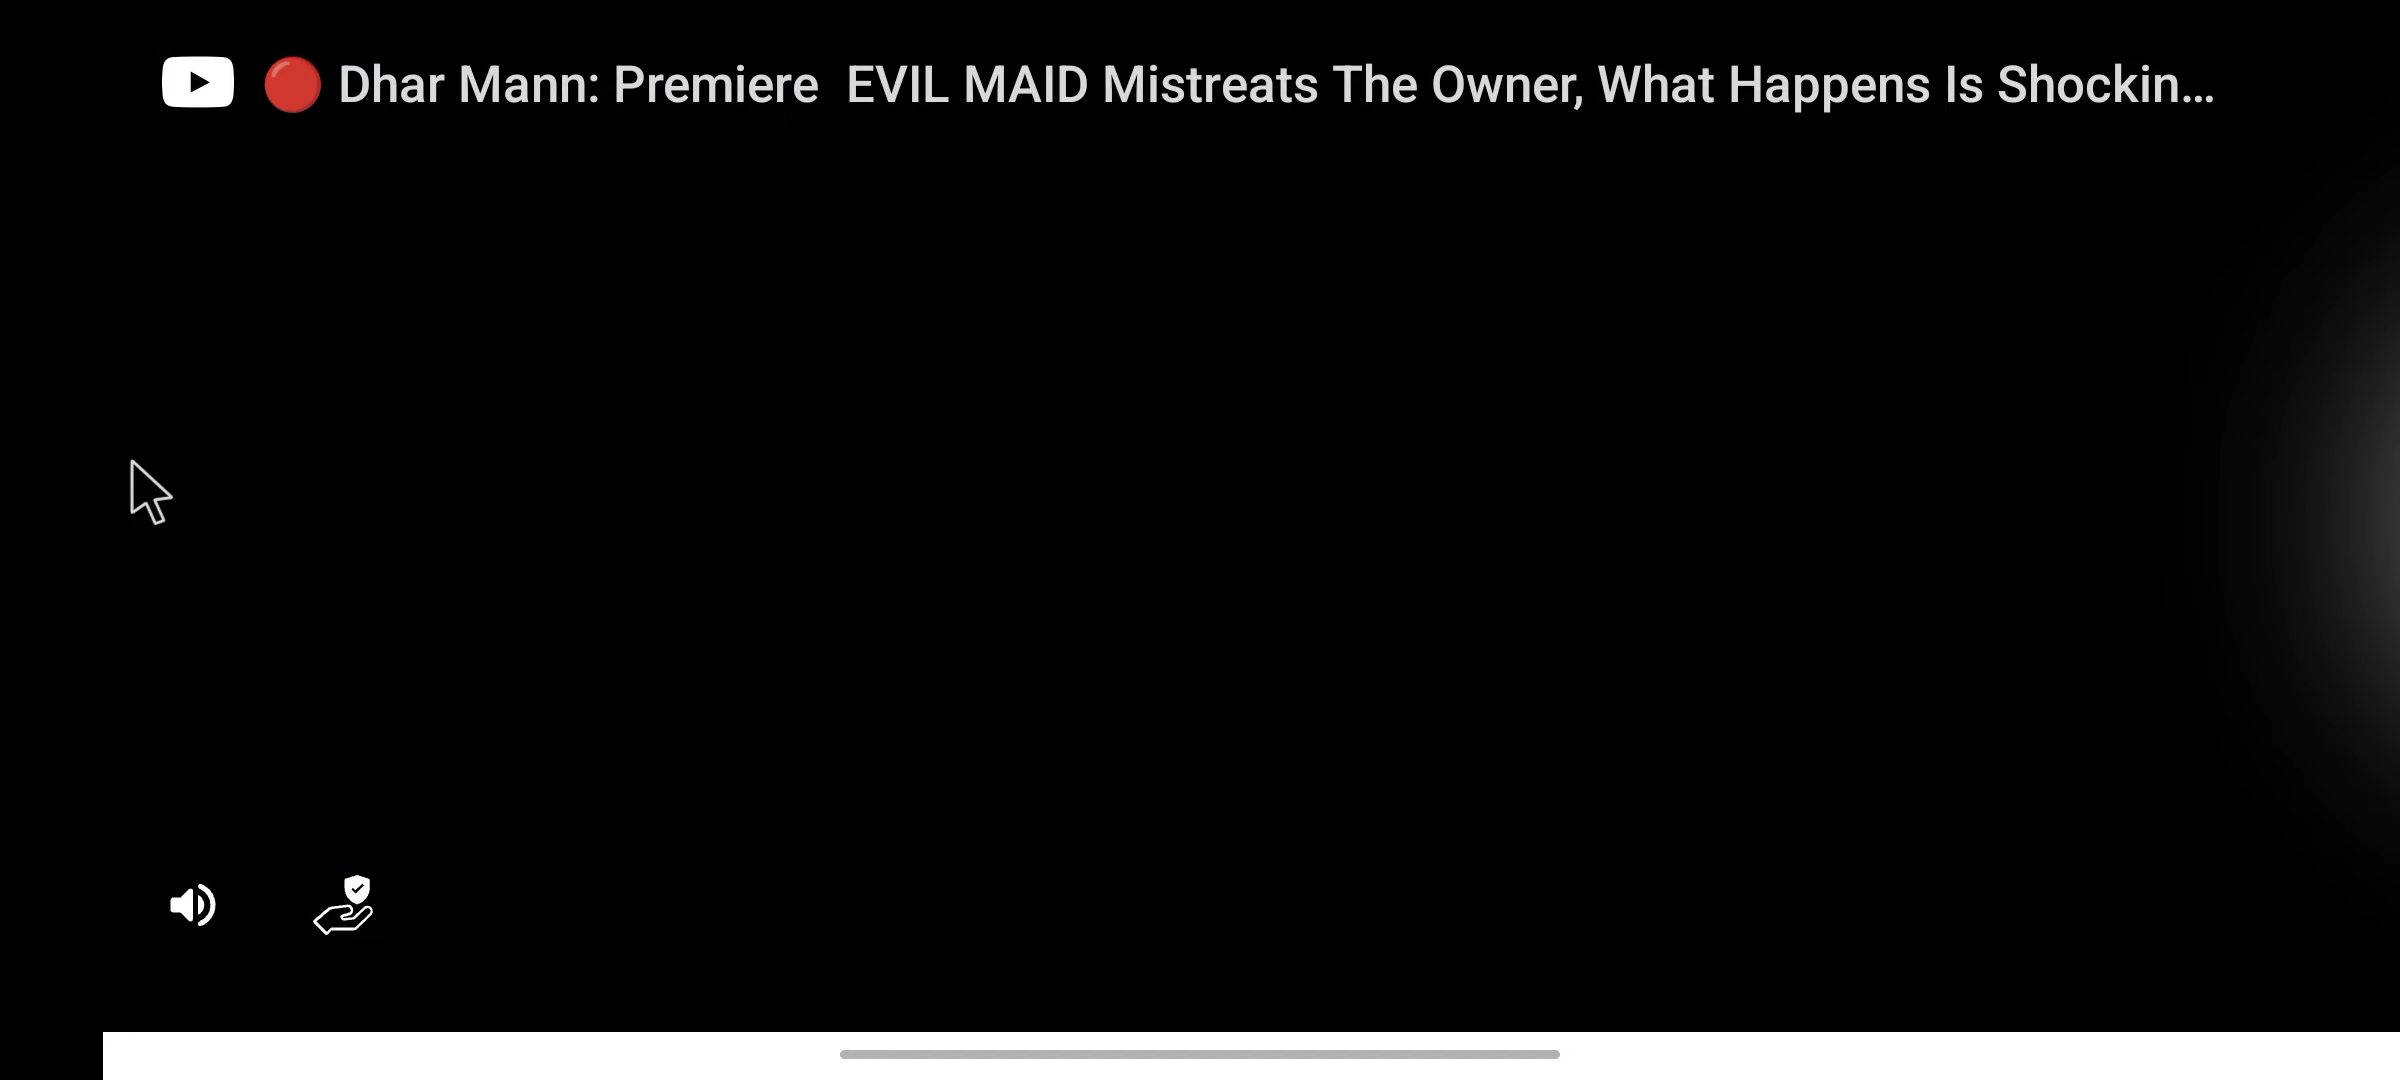 🔴 Dhar Mann: Premiere  EVIL MAID Mistreats The Owner, What Happens Is Shockin...